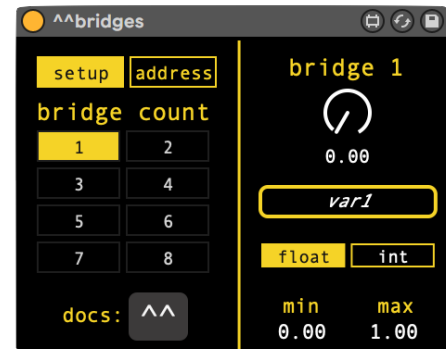 ^^bridges
setup address
bridge count
1 2
3 4
5 6
7 8
docs: ^^
bridge 1
0.00
var1
float int
min max
0.00 1.00